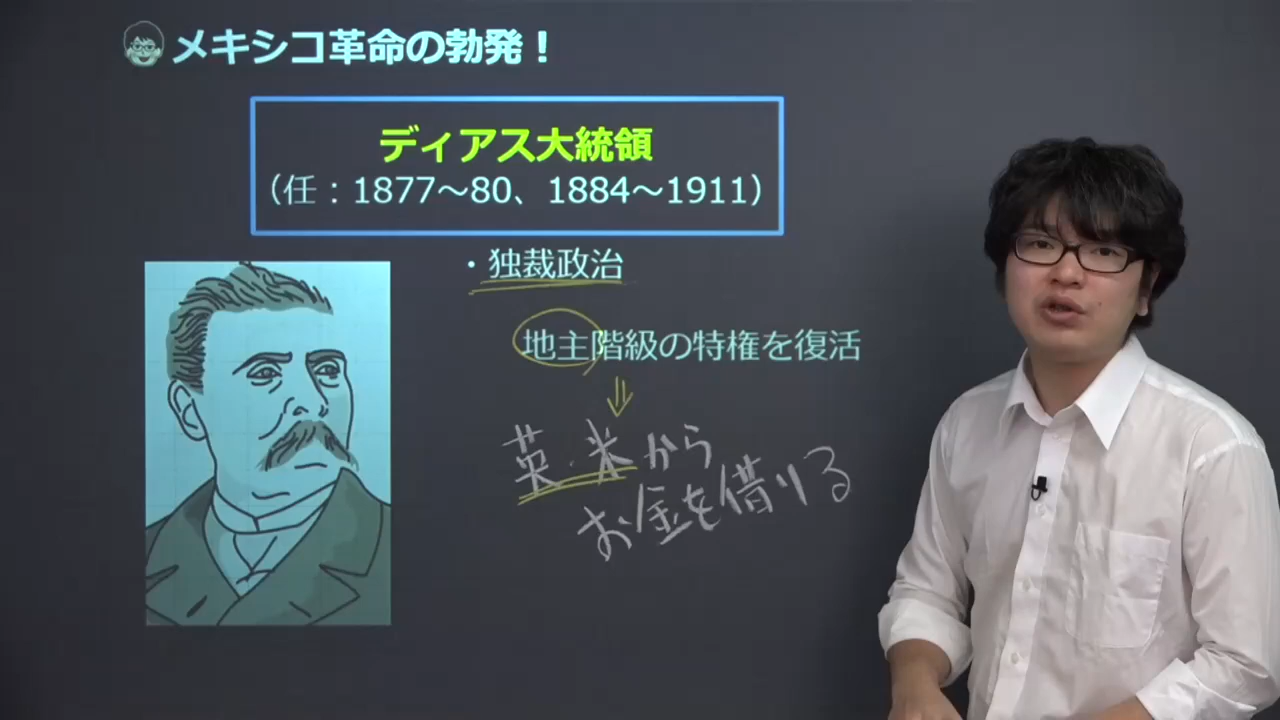 メキシコ革命の勃発！
ディアス大統領
（任：1877～80、1884～1911）
・独裁政治
地主階級の特権を復活
英・米から
お金を借りる